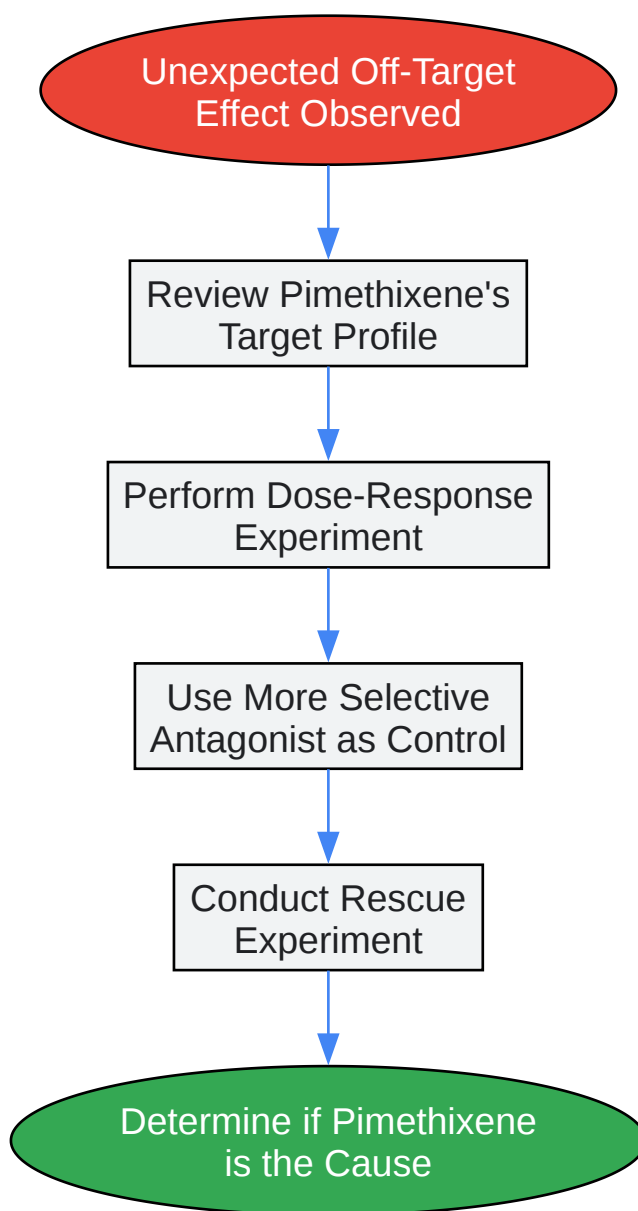 Unexpected Off-Target
Effect Observed
Review Pimethixene's
Target Profile
Perform Dose-Response
Experiment
Use More Selective
Antagonist as Control
Conduct Rescue
Experiment
Determine if Pimethixene
is the Cause